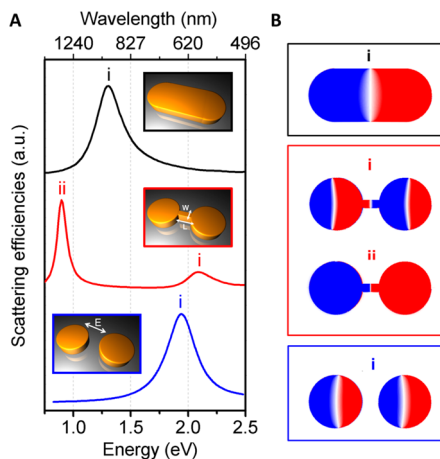 A
Wavelength (nm)
1240 827 620 496
Scattering efficiencies (a.u.)
i
ii
w
L
i
E
i
1.0 1.5 2.0 2.5
Energy (eV)
B
i
i
ii
i